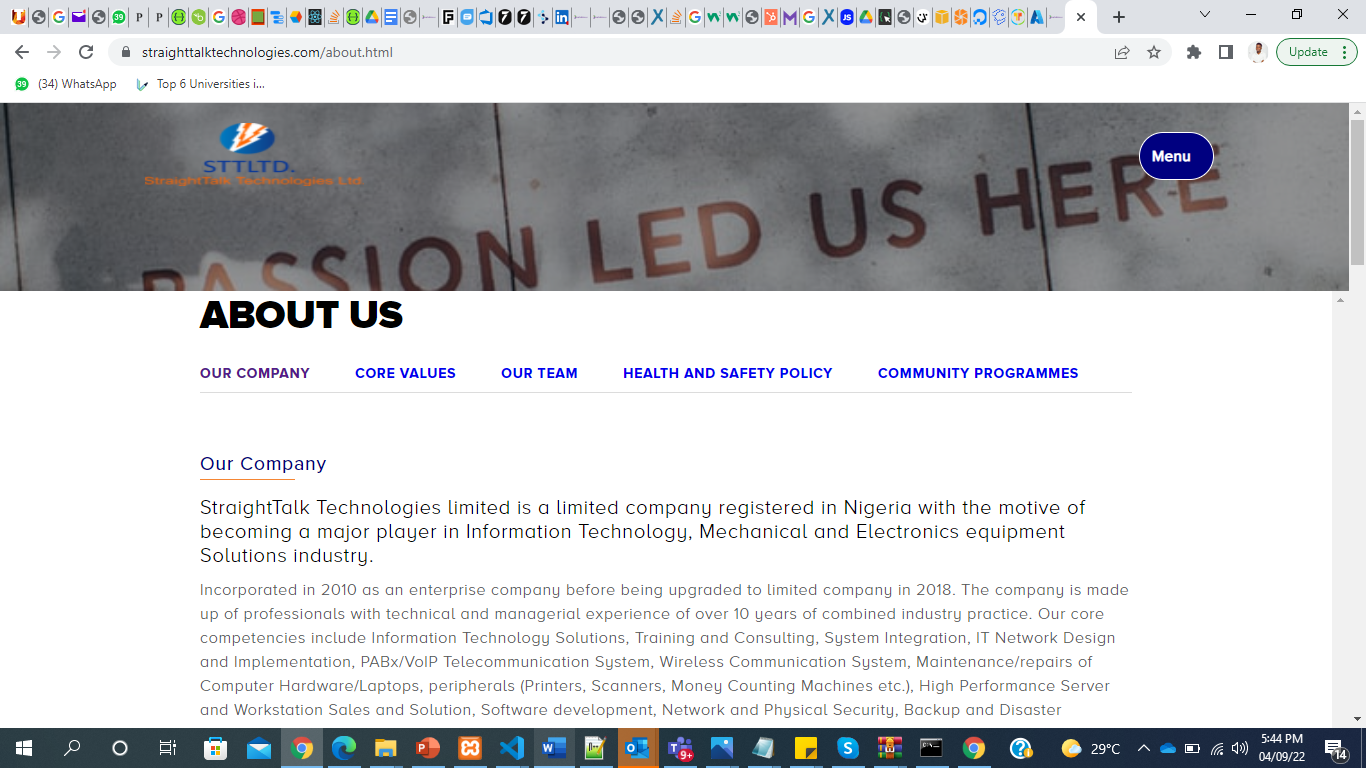 straighttalktechnologies.com/about.html
Update
(34) WhatsApp
Top 6 Universities i...
STTLTD.
StraightTalk Technologies Ltd
Menu
PASSION LED US HERE
ABOUT US
OUR COMPANY CORE VALUES OUR TEAM HEALTH AND SAFETY POLICY COMMUNITY PROGRAMMES
Our Company
StraightTalk Technologies limited is a limited company registered in Nigeria with the motive of
becoming a major player in Information Technology, Mechanical and Electronics equipment
Solutions industry.
Incorporated in 2010 as an enterprise company before being upgraded to limited company in 2018. The company is made
up of professionals with technical and managerial experience of over 10 years of combined industry practice. Our core
competencies include Information Technology Solutions, Training and Consulting, System Integration, IT Network Design
and Implementation, PABx/VoIP Telecommunication System, Wireless Communication System, Maintenance/repairs of
Computer Hardware/Laptops, peripherals (Printers, Scanners, Money Counting Machines etc.), High Performance Server
and Workstation Sales and Solution, Software development, Network and Physical Security, Backup and Disaster
29°C
5:44 PM
04/09/22
14